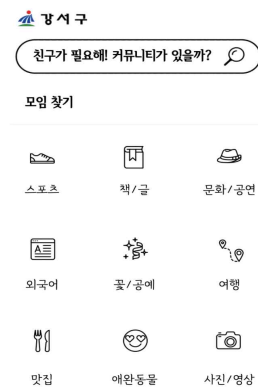 강서구
친구가 필요해! 커뮤니티가 있을까?
모임 찾기
스포츠 책/글 문화/공연
외국어 꽃/공예 여행
맛집 애완동물 사진/영상